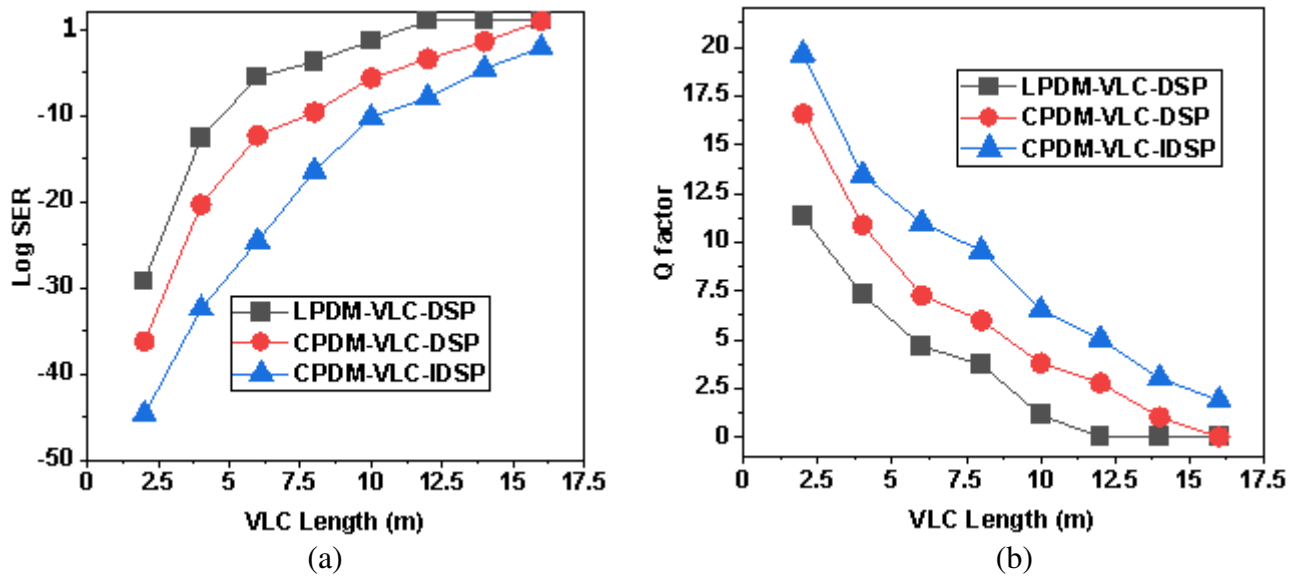 1
-10
-20
-30
-40
-50
Log SER
LPDM-VLC-DSP
CPDM-VLC-DSP
CPDM-VLC-IDSP
0 2.5 5 7.5 10 12.5 15 17.5
VLC Length (m)
(a)
20
17.5
15
12.5
10
7.5
5
2.5
0
Q factor
LPDM-VLC-DSP
CPDM-VLC-DSP
CPDM-VLC-IDSP
0 2.5 5 7.5 10 12.5 15 17.5
VLC Length (m)
(b)